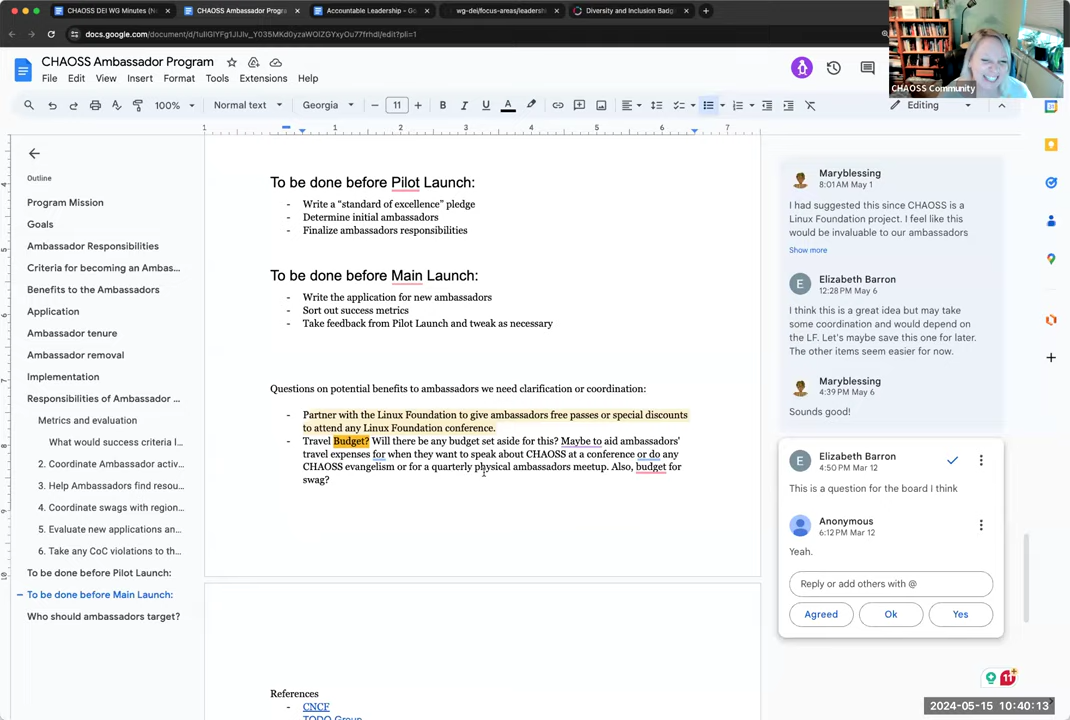 CHAOSS DEI WG Minutes (N
CHAOSS Ambassador Progra
Accountable Leadership - Go
wg-dei/focus-areas/leadersh
Diversity and Inclusion Badg
CHAOSS Ambassador Program
File Edit View Insert Format Tools Extensions Help
100% Normal text Georgia 11 Editing
CHAOSS Community
1 1 2 3 4 5 6 7
Outline
Program Mission
Goals
Ambassador Responsibilities
Criteria for becoming an Ambas...
Benefits to the Ambassadors
Application
Ambassador tenure
Ambassador removal
Implementation
Responsibilities of Ambassador ...
Metrics and evaluation
What would success criteria l...
2. Coordinate Ambassador activ...
3. Help Ambassadors find resou...
4. Coordinate swags with region...
5. Evaluate new applications an...
6. Take any CoC violations to th...
To be done before Pilot Launch:
To be done before Main Launch:
Who should ambassadors target?
To be done before Pilot Launch:
- Write a “standard of excellence” pledge
- Determine initial ambassadors
- Finalize ambassadors responsibilities
To be done before Main Launch:
- Write the application for new ambassadors
- Sort out success metrics
- Take feedback from Pilot Launch and tweak as necessary
Questions on potential benefits to ambassadors we need clarification or coordination:
- Partner with the Linux Foundation to give ambassadors free passes or special discounts
to attend any Linux Foundation conference.
- Travel Budget? Will there be any budget set aside for this? Maybe to aid ambassadors'
travel expenses for when they want to speak about CHAOSS at a conference or do any
CHAOSS evangelism or for a quarterly physical ambassadors meetup. Also, budget for
swag?
References
- CNCF
- TODO Group
Maryblessing
8:01 AM May 1
I had suggested this since CHAOSS is a
Linux Foundation project. I feel like this
would be invaluable to our ambassadors
Show more
Elizabeth Barron
12:28 PM May 6
I think this is a great idea but may take
some coordination and would depend on
the LF. Let's maybe save this one for later.
The other items seem easier for now.
Maryblessing
4:39 PM May 6
Sounds good!
Elizabeth Barron
4:50 PM Mar 12
This is a question for the board I think
Anonymous
6:12 PM Mar 12
Yeah.
Reply or add others with @
Agreed Ok Yes
2024-05-15 10:40:13